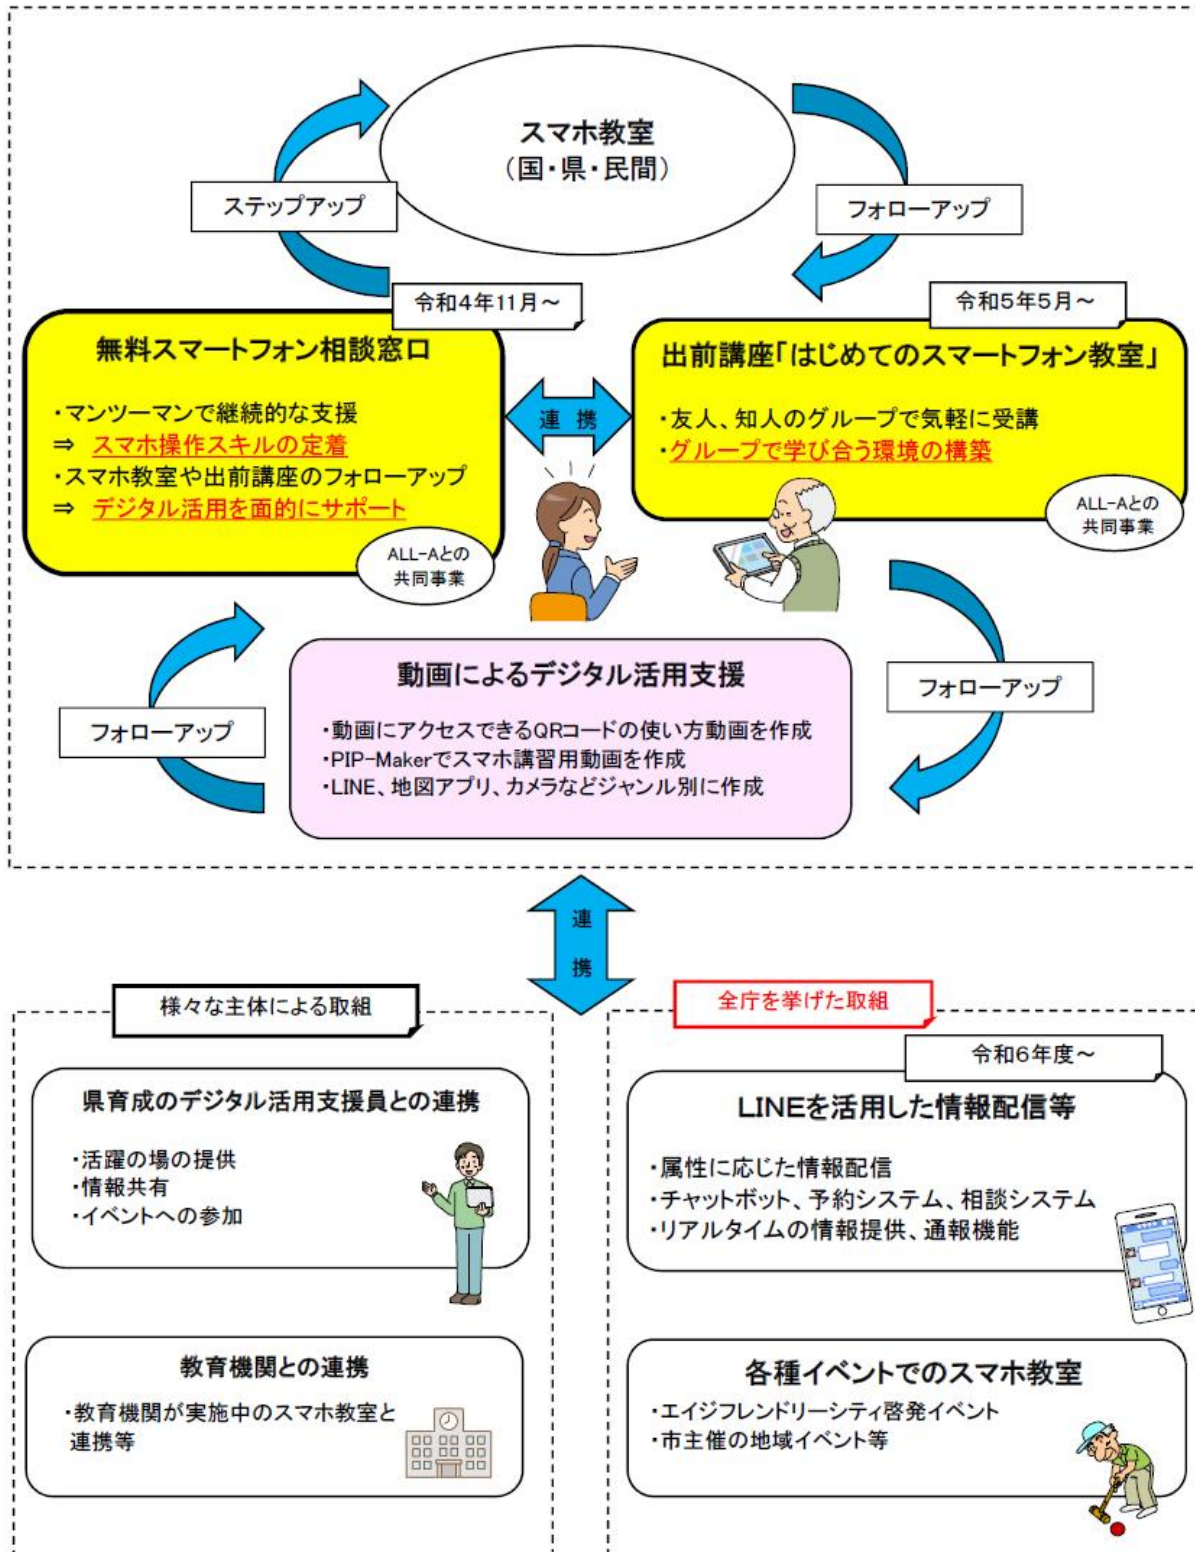 スマホ教室
（国・県・民間）
ステップアップ
フォローアップ
令和４年11月～
無料スマートフォン相談窓口
・マンツーマンで継続的な支援
⇒ スマホ操作スキルの定着
・スマホ教室や出前講座のフォローアップ
⇒ デジタル活用を面的にサポート
ALL-Aとの
共同事業
連 携
令和５年５月～
出前講座「はじめてのスマートフォン教室」
・友人、知人のグループで気軽に受講
・グループで学び合う環境の構築
ALL-Aとの
共同事業
フォローアップ
動画によるデジタル活用支援
・動画にアクセスできるQRコードの使い方動画を作成
・PIP-Makerでスマホ講習用動画を作成
・LINE、地図アプリ、カメラなどジャンル別に作成
フォローアップ
連
携
様々な主体による取組
県育成のデジタル活用支援員との連携
・活躍の場の提供
・情報共有
・イベントへの参加
教育機関との連携
・教育機関が実施中のスマホ教室と
連携等
全庁を挙げた取組
令和６年度～
ＬＩＮＥを活用した情報配信等
・属性に応じた情報配信
・チャットボット、予約システム、相談システム
・リアルタイムの情報提供、通報機能
各種イベントでのスマホ教室
・エイジフレンドリーシティ啓発イベント
・市主催の地域イベント等